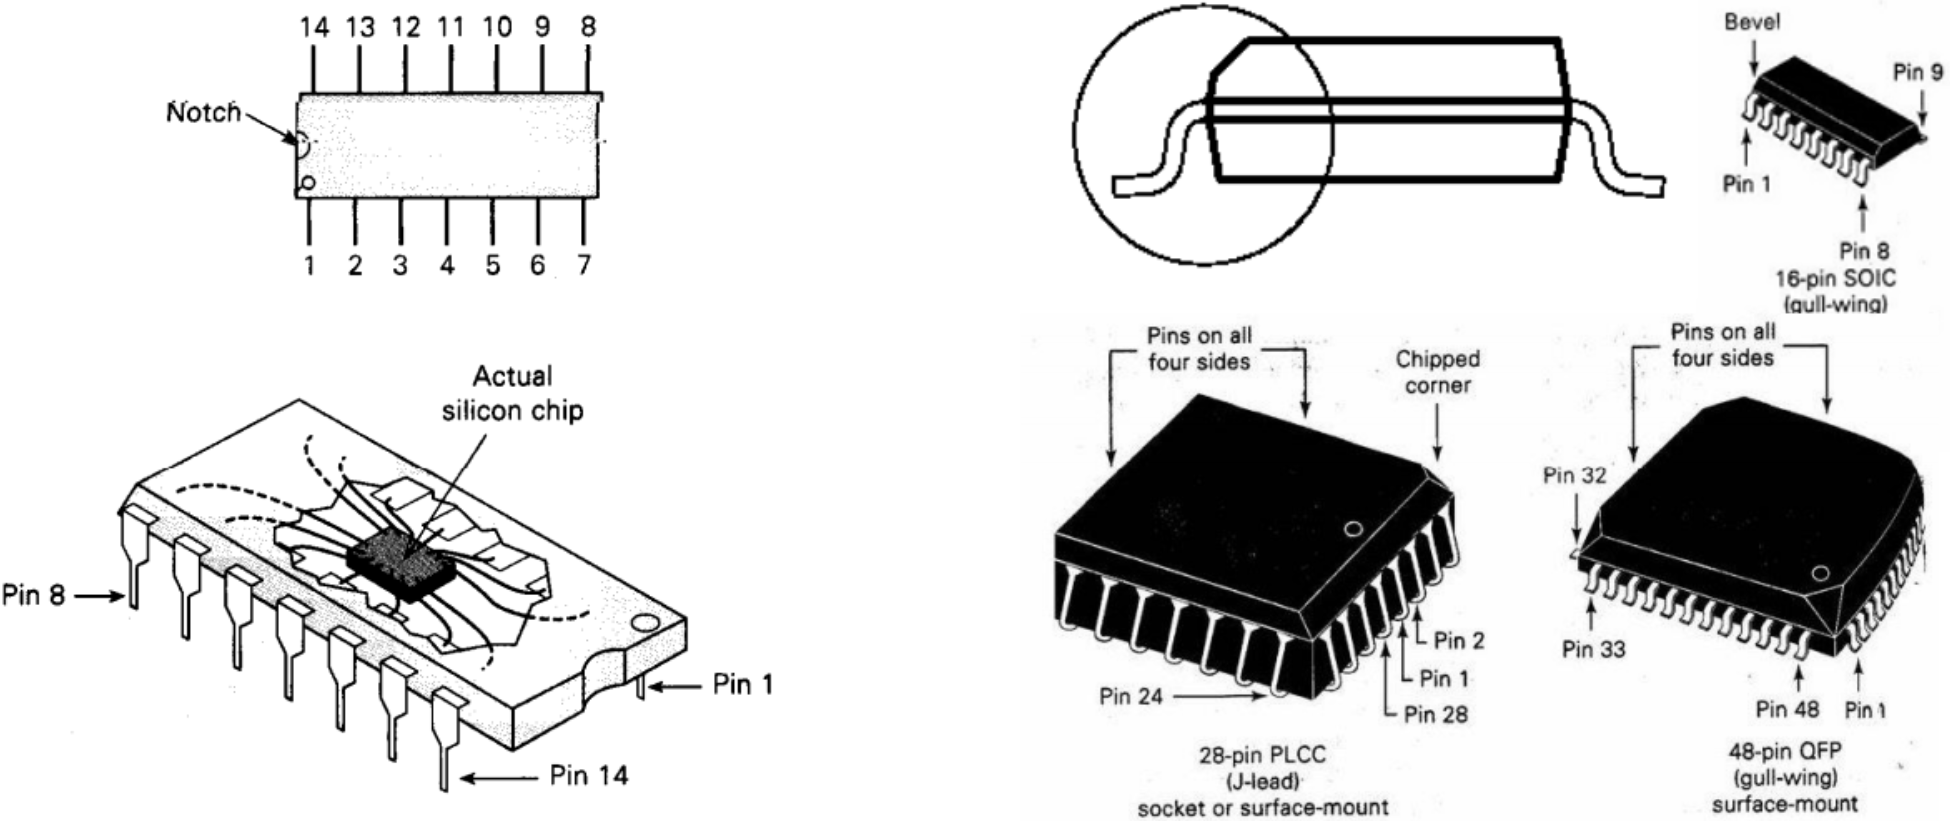 14 13 12 11 10 9 8
Notch
1 2 3 4 5 6 7
Actual
silicon chip
Pin 8
Pin 1
Pin 14
Bevel
Pin 9
Pin 1
Pin 8
16-pin SOIC
(gull-wing)
Pins on all
four sides
Chipped
corner
Pin 2
Pin 1
Pin 28
Pin 24
28-pin PLCC
(J-lead)
socket or surface-mount
Pins on all
four sides
Pin 32
Pin 33
Pin 48
Pin 1
48-pin QFP
(gull-wing)
surface-mount